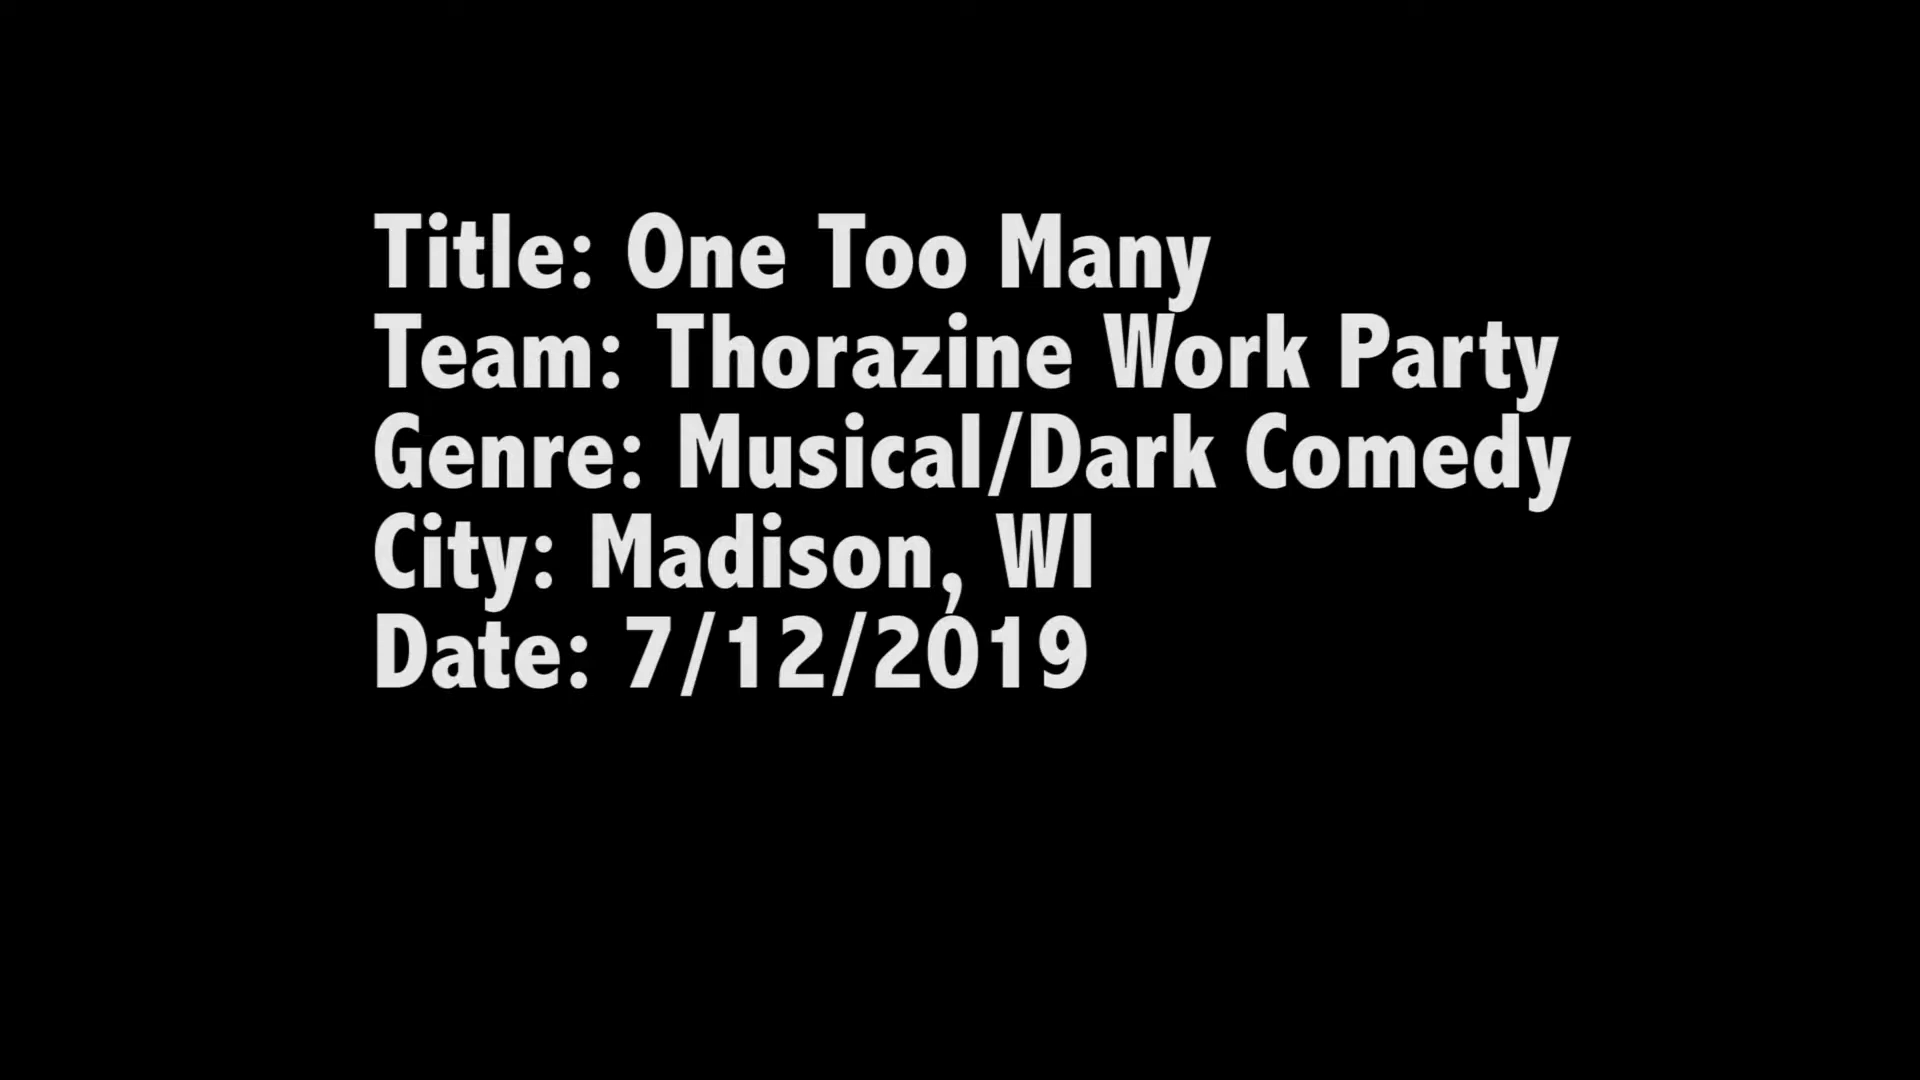 Title: One Too Many
Team: Thorazine Work Party
Genre: Musical/Dark Comedy
City: Madison, WI
Date: 7/12/2019